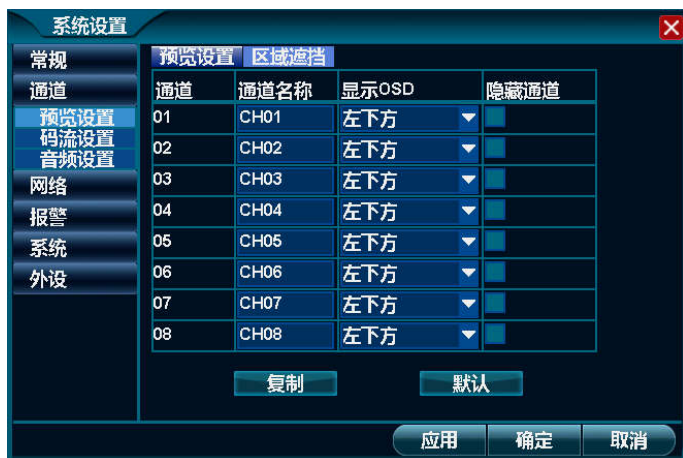 系统设置
常规
通道
预览设置
码流设置
音频设置
网络
报警
系统
外设
预览设置 区域遮挡
通道 通道名称 显示OSD 隐藏通道
01 CH01 左下方
02 CH02 左下方
03 CH03 左下方
04 CH04 左下方
05 CH05 左下方
06 CH06 左下方
07 CH07 左下方
08 CH08 左下方
复制 默认
应用 确定 取消